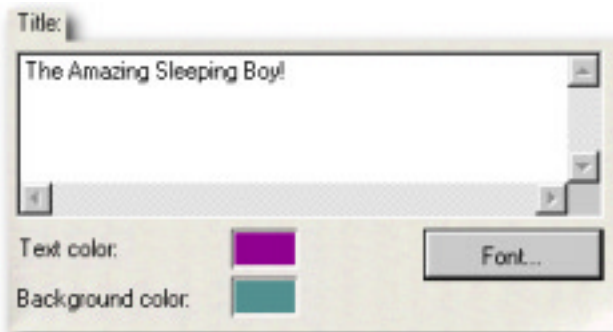 Title:
The Amazing Sleeping Boy!
Text color:
Font...
Background color: